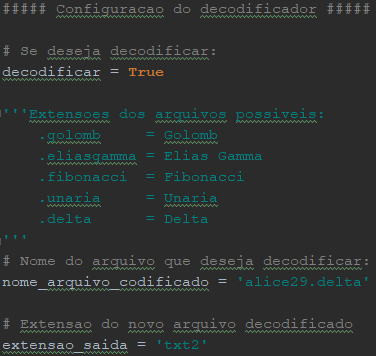 ##### Configuracao do decodificador #####
# Se deseja decodificar:
decodificar = True
'''Extensoes dos arquivos possiveis:
.golomb = Golomb
.eliasgamma = Elias Gamma
.fibonacci = Fibonacci
.unaria = Unaria
.delta = Delta
'''
# Nome do arquivo que deseja decodificar:
nome_arquivo_codificado = 'alice29.delta'
# Extensao do novo arquivo decodificado
extensao_saida = 'txt2'